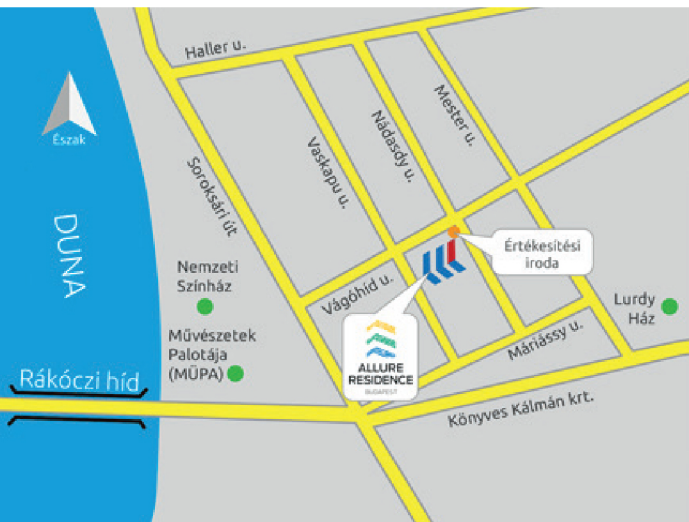 Haller u.
Mester u.
Nádasdy u.
Vaskapu u.
Soroksári út
Észak
DUNA
Értékesítési
iroda
Nemzeti
Színház
Vágóhíd u.
Lurdy
Ház
Művészetek
Palotája
(MÜPA)
Máriássy u.
ALLURE
RESIDENCE
BUDAPEST
Rákóczi híd
Könyves Kálmán krt.